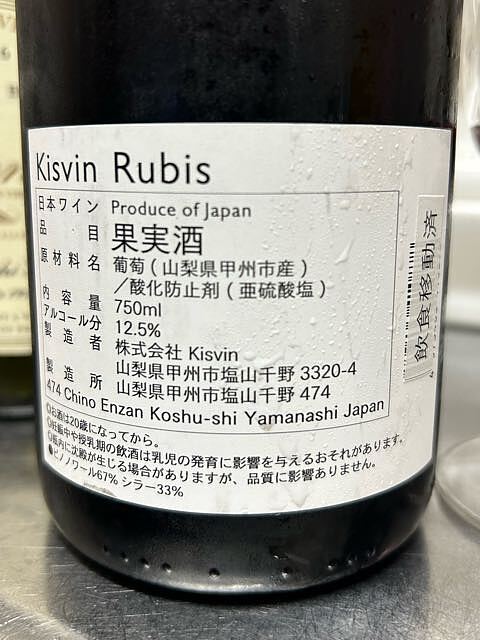 Kisvin Rubis
日本ワイン Produce of Japan
品目 果実酒
原材料名 葡萄(山梨県甲州市産)
/酸化防止剤(亜硫酸塩)
内容量 750ml
アルコール分 12.5%
製造者 株式会社 Kisvin
山梨県甲州市塩山千野 3320-4
製造所 山梨県甲州市塩山千野 474
474 Chino Enzan Koshu-shi Yamanashi Japan
お酒は20歳になってから。
妊娠中や授乳期の飲酒は乳児の発育に影響を与えるおそれがあります。
瓶内に沈殿が生じる場合がありますが、品質に影響ありません。
●ピノノワール67% シラー33%
飲食移動済